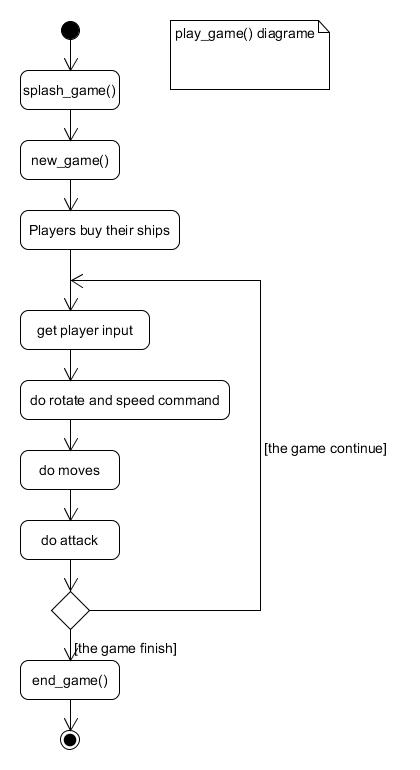 play_game() diagrame
splash_game()
new_game()
Players buy their ships
get player input
do rotate and speed command
[the game continue]
do moves
do attack
[the game finish]
end_game()